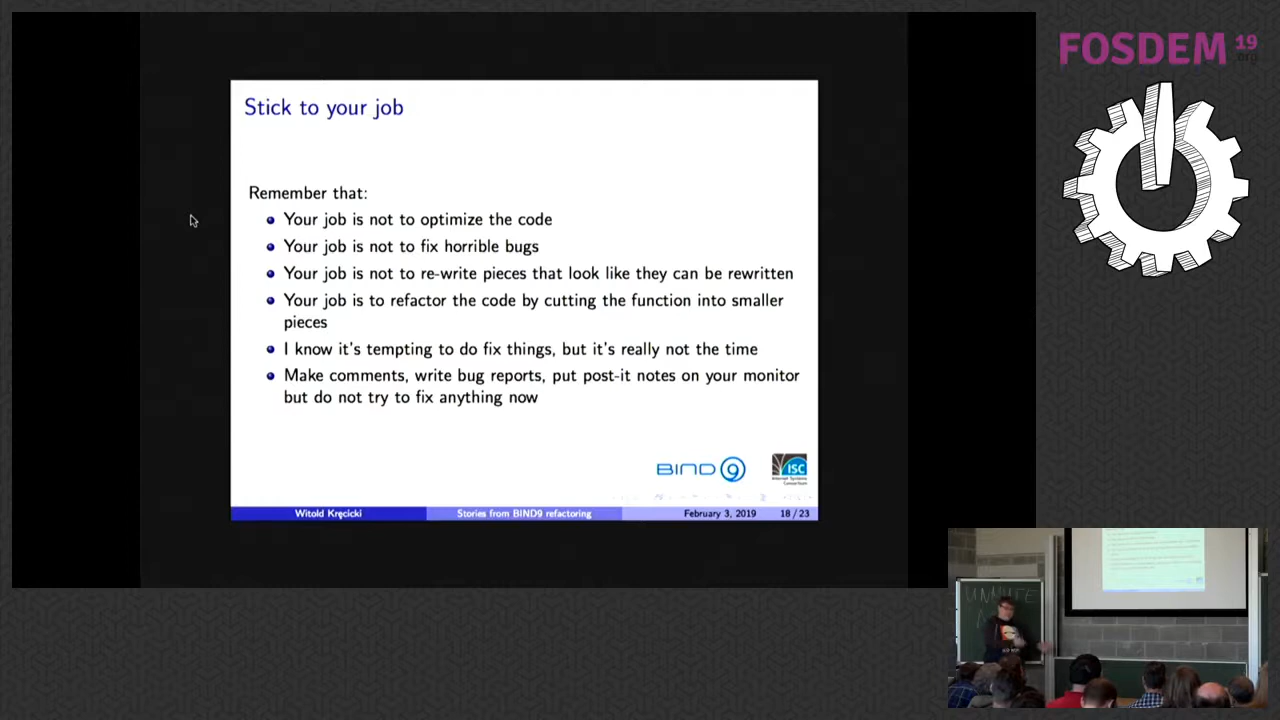 FOSDEM 19
.org
Stick to your job
Remember that:
Your job is not to optimize the code
Your job is not to fix horrible bugs
Your job is not to re-write pieces that look like they can be rewritten
Your job is to refactor the code by cutting the function into smaller
pieces
I know it's tempting to do fix things, but it's really not the time
Make comments, write bug reports, put post-it notes on your monitor
but do not try to fix anything now
BIND 9
ISC
Internet Systems
Consortium
Witold Kręcicki Stories from BIND9 refactoring February 3, 2019 18 / 23
UNMUTE